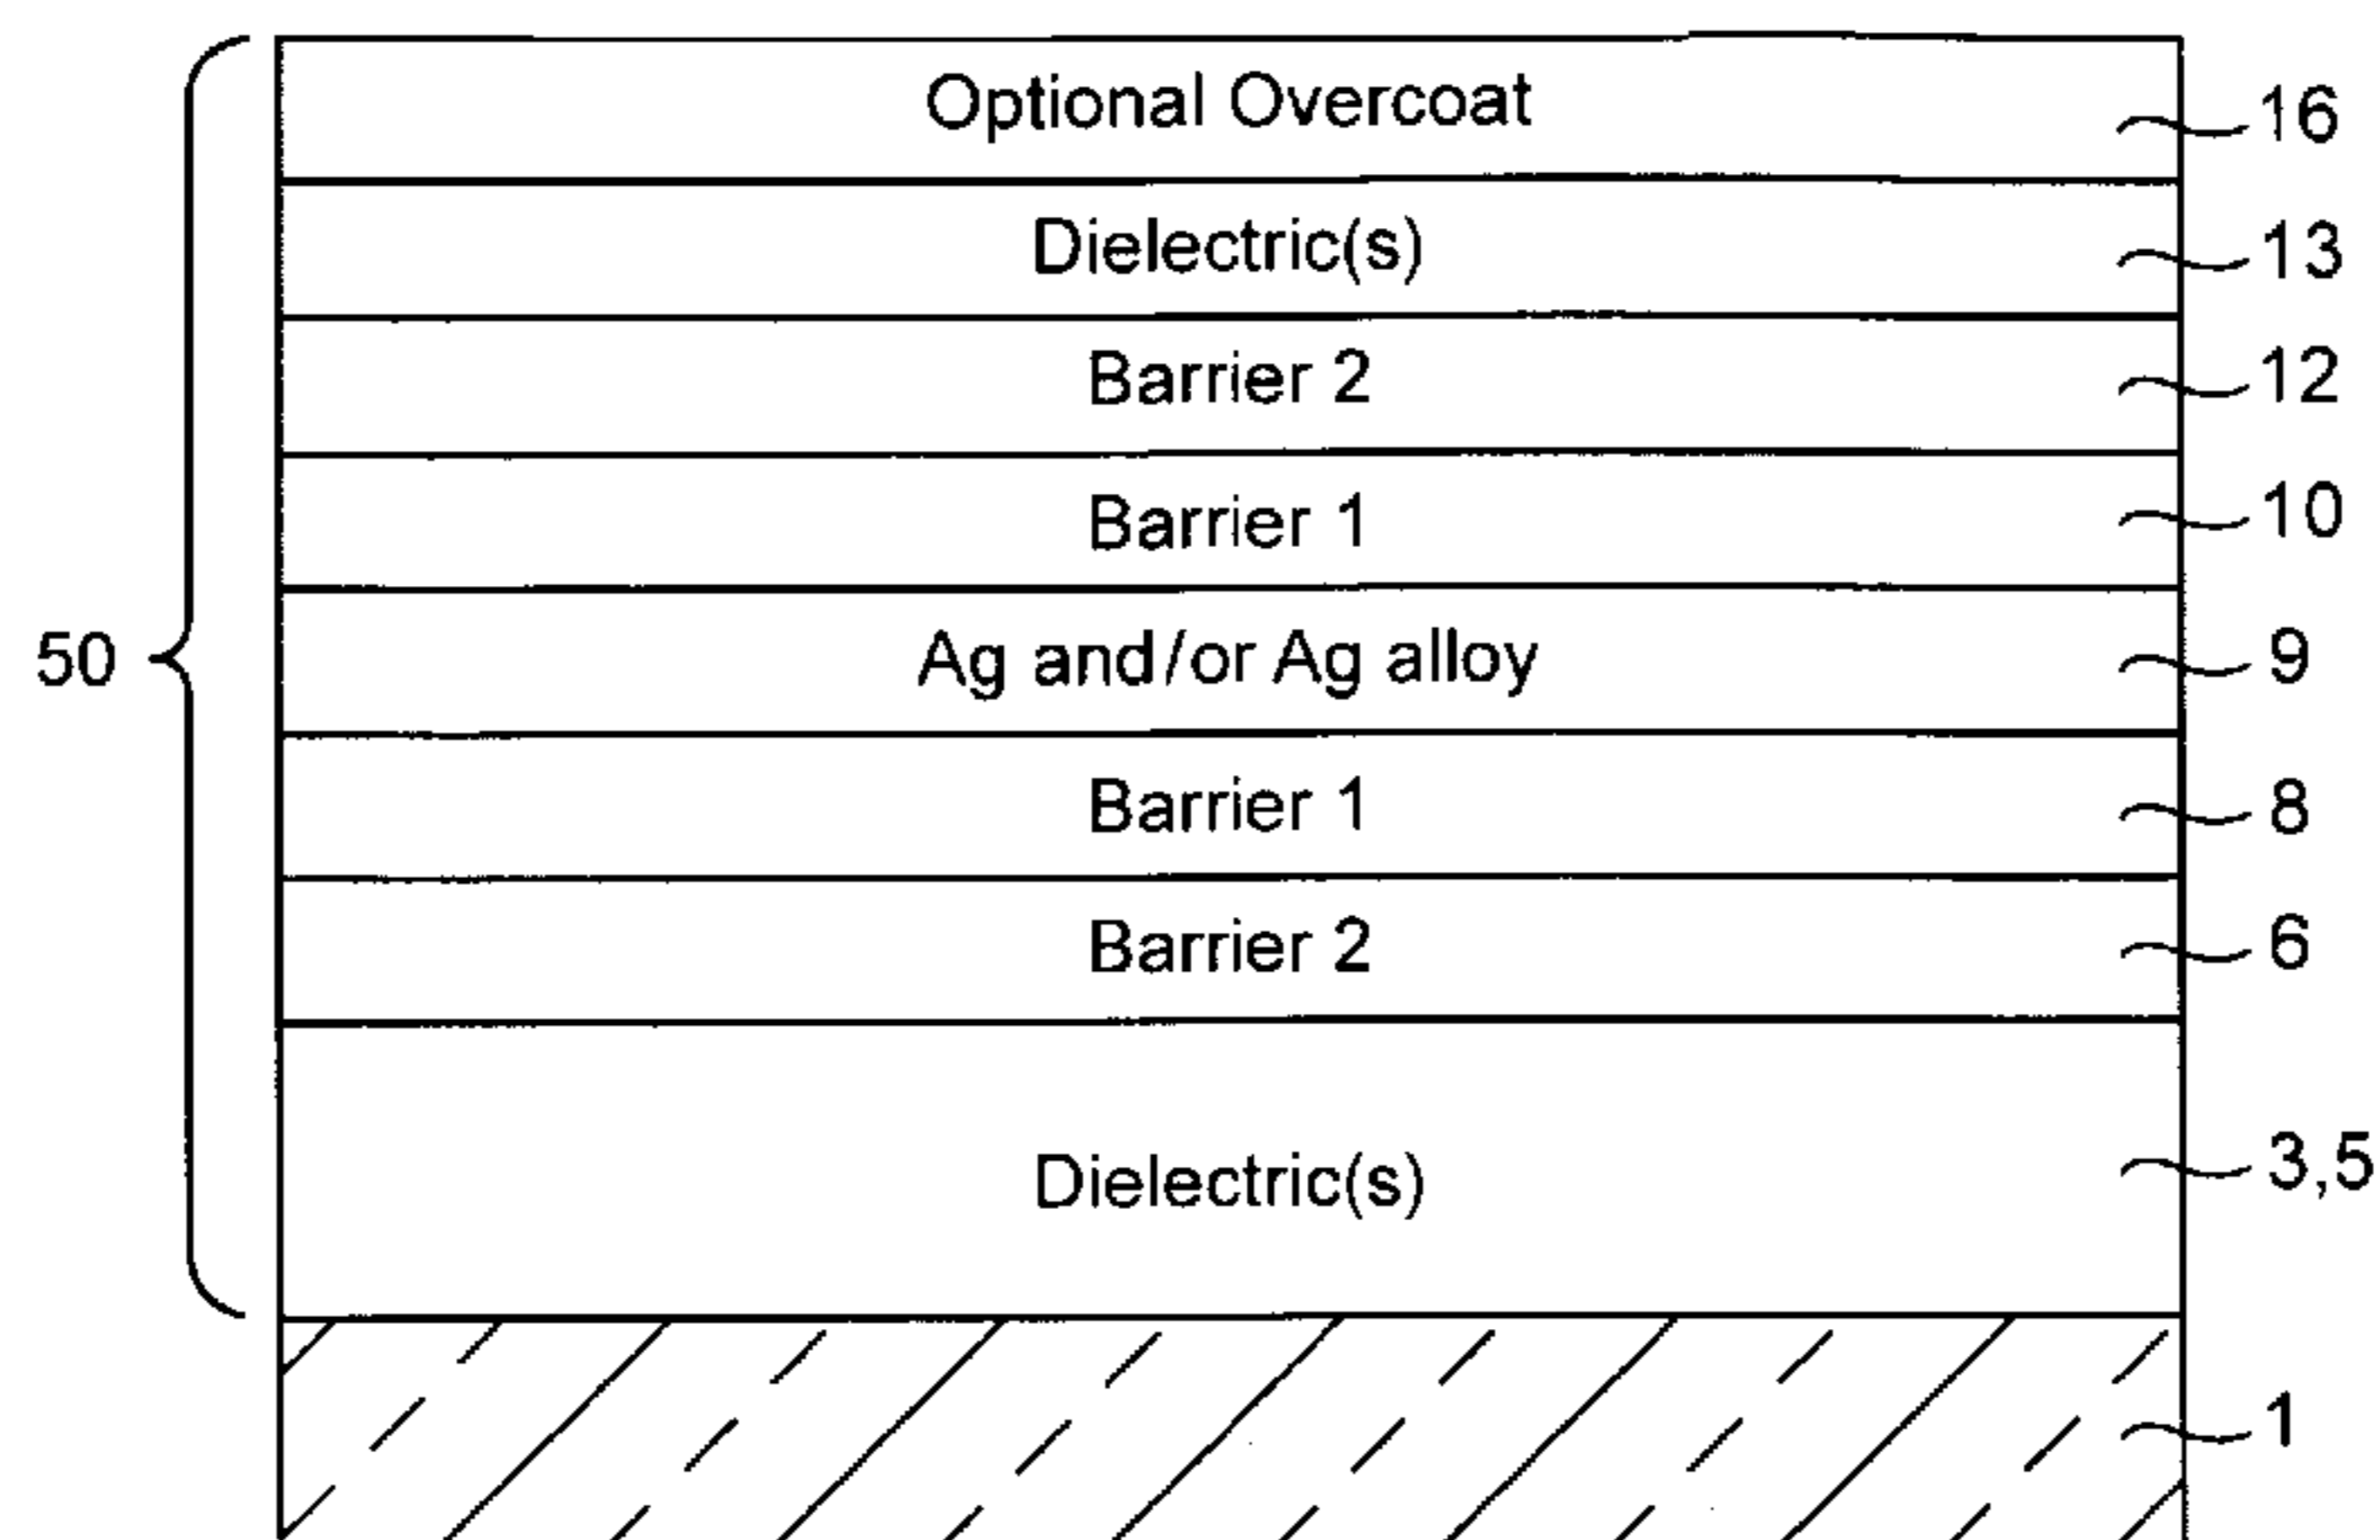 Optional Overcoat 16
Dielectric(s) 13
Barrier 2 12
Barrier 1 10
50 Ag and/or Ag alloy 9
Barrier 1 8
Barrier 2 6
Dielectric(s) 3,5
1